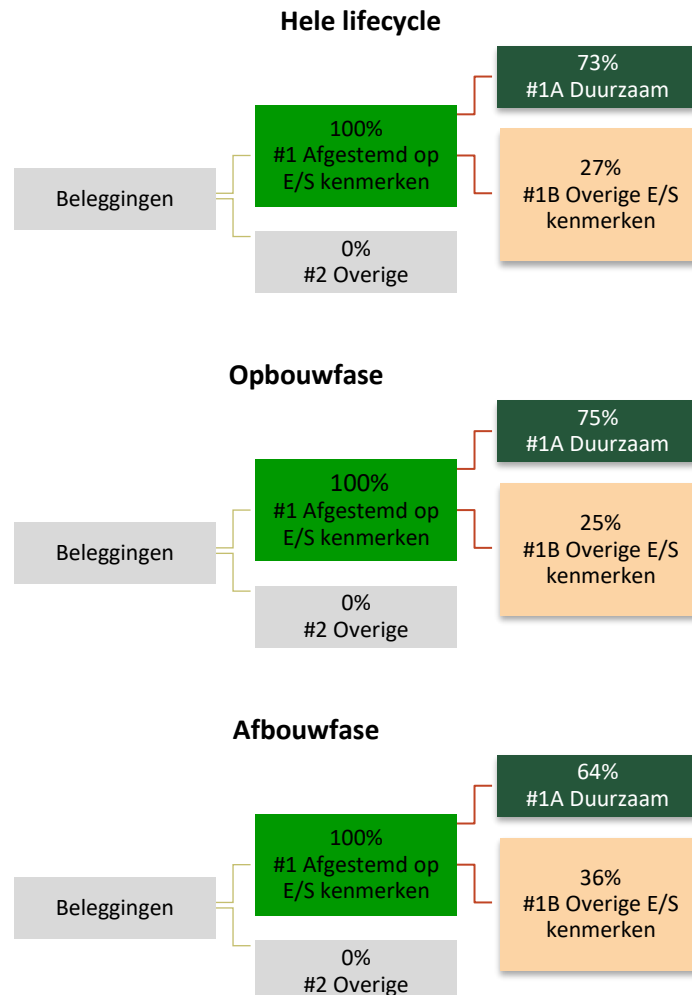 Hele lifecycle
73%
#1A Duurzaam
100%
#1 Afgestemd op
E/S kenmerken
27%
#1B Overige E/S
kenmerken
Beleggingen
0%
#2 Overige
Opbouwfase
75%
#1A Duurzaam
100%
#1 Afgestemd op
E/S kenmerken
25%
#1B Overige E/S
kenmerken
Beleggingen
0%
#2 Overige
Afbouwfase
64%
#1A Duurzaam
100%
#1 Afgestemd op
E/S kenmerken
36%
#1B Overige E/S
kenmerken
Beleggingen
0%
#2 Overige